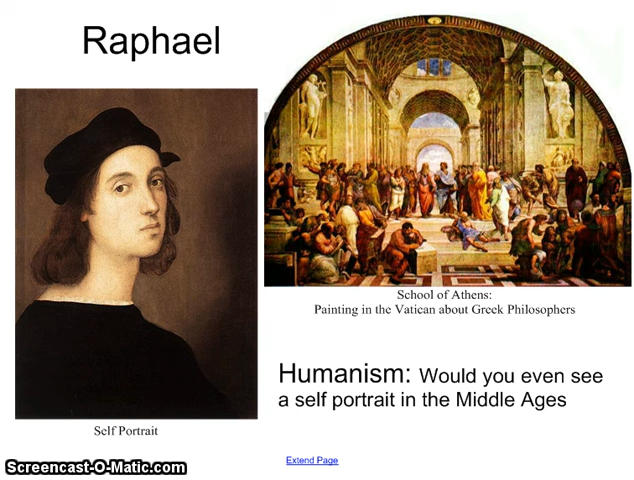 Raphael
School of Athens:
Painting in the Vatican about Greek Philosophers
Humanism: Would you even see
a self portrait in the Middle Ages
Self Portrait
Extend Page
Screencast-O-Matic.com